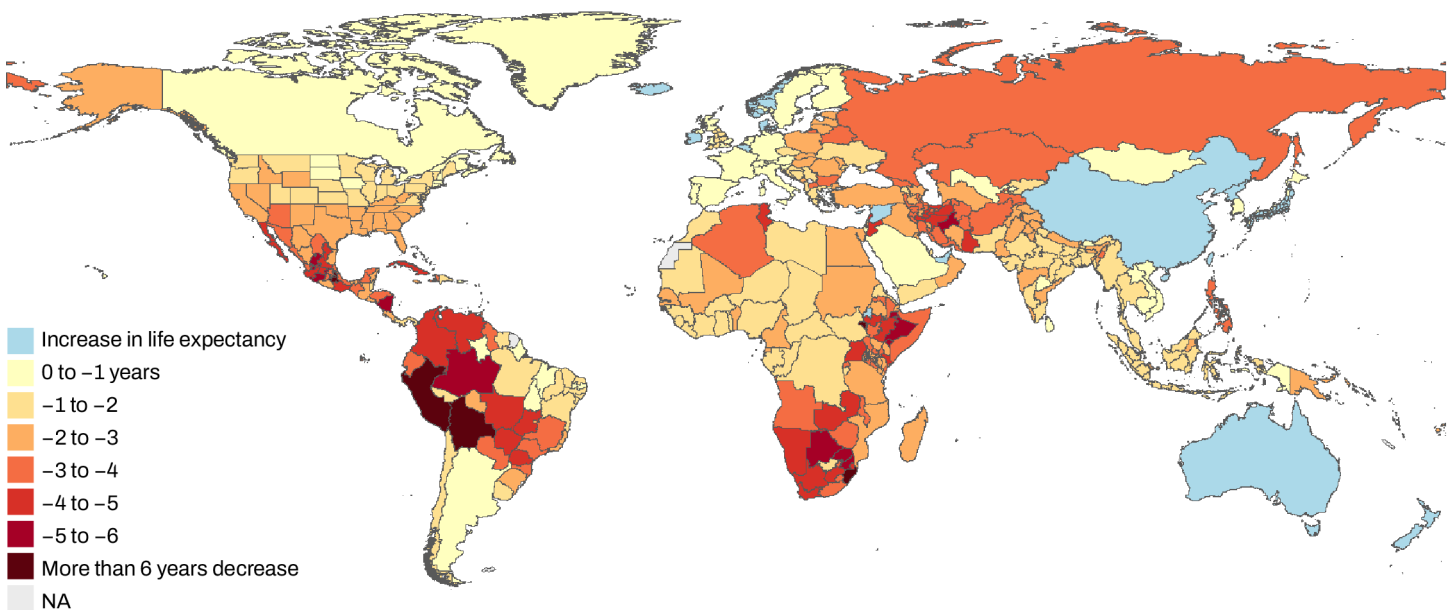 Increase in life expectancy
0 to −1 years
−1 to −2
−2 to −3
−3 to −4
−4 to −5
−5 to −6
More than 6 years decrease
NA